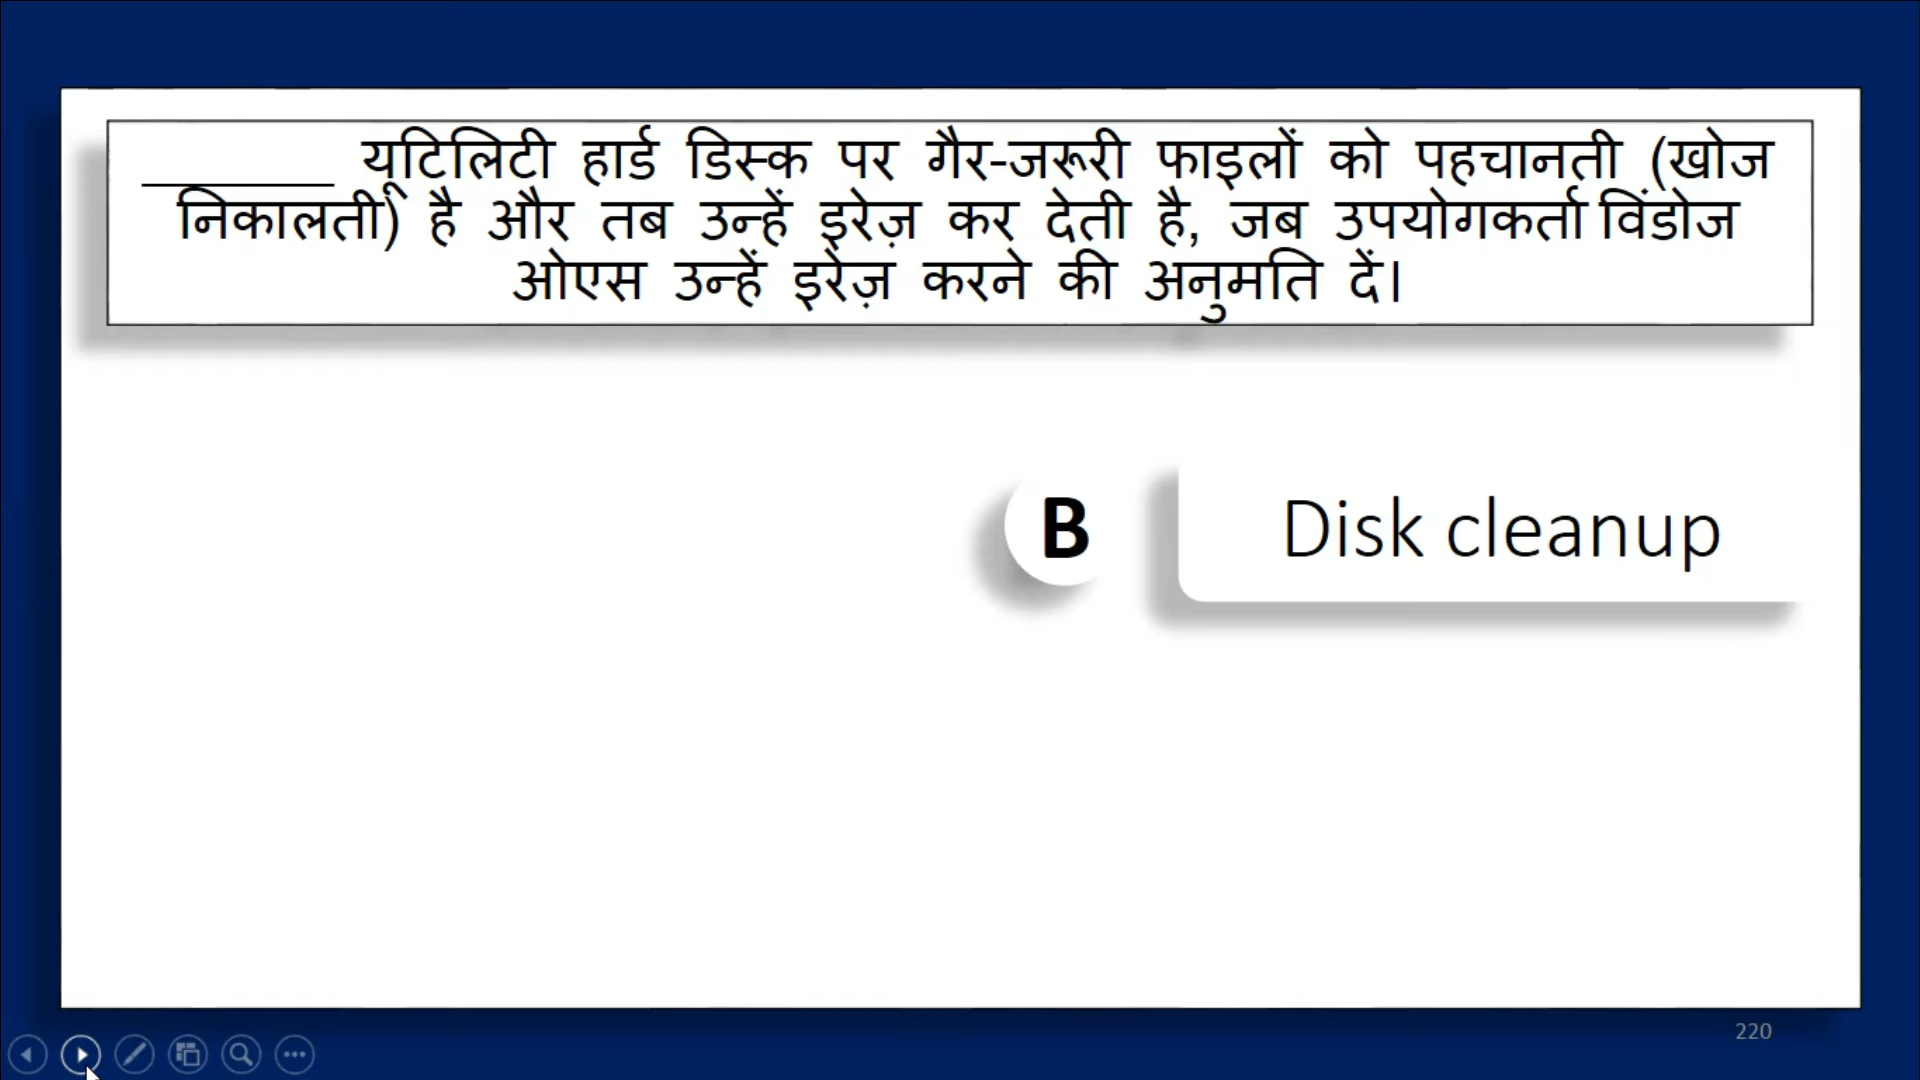 _______ यूटिलिटी हार्ड डिस्क पर गैर-जरूरी फाइलों को पहचानती (खोज
निकालती) है और तब उन्हें इरेज़ कर देती है, जब उपयोगकर्ता विंडोज
ओएस उन्हें इरेज़ करने की अनुमति दें।
B Disk cleanup
220